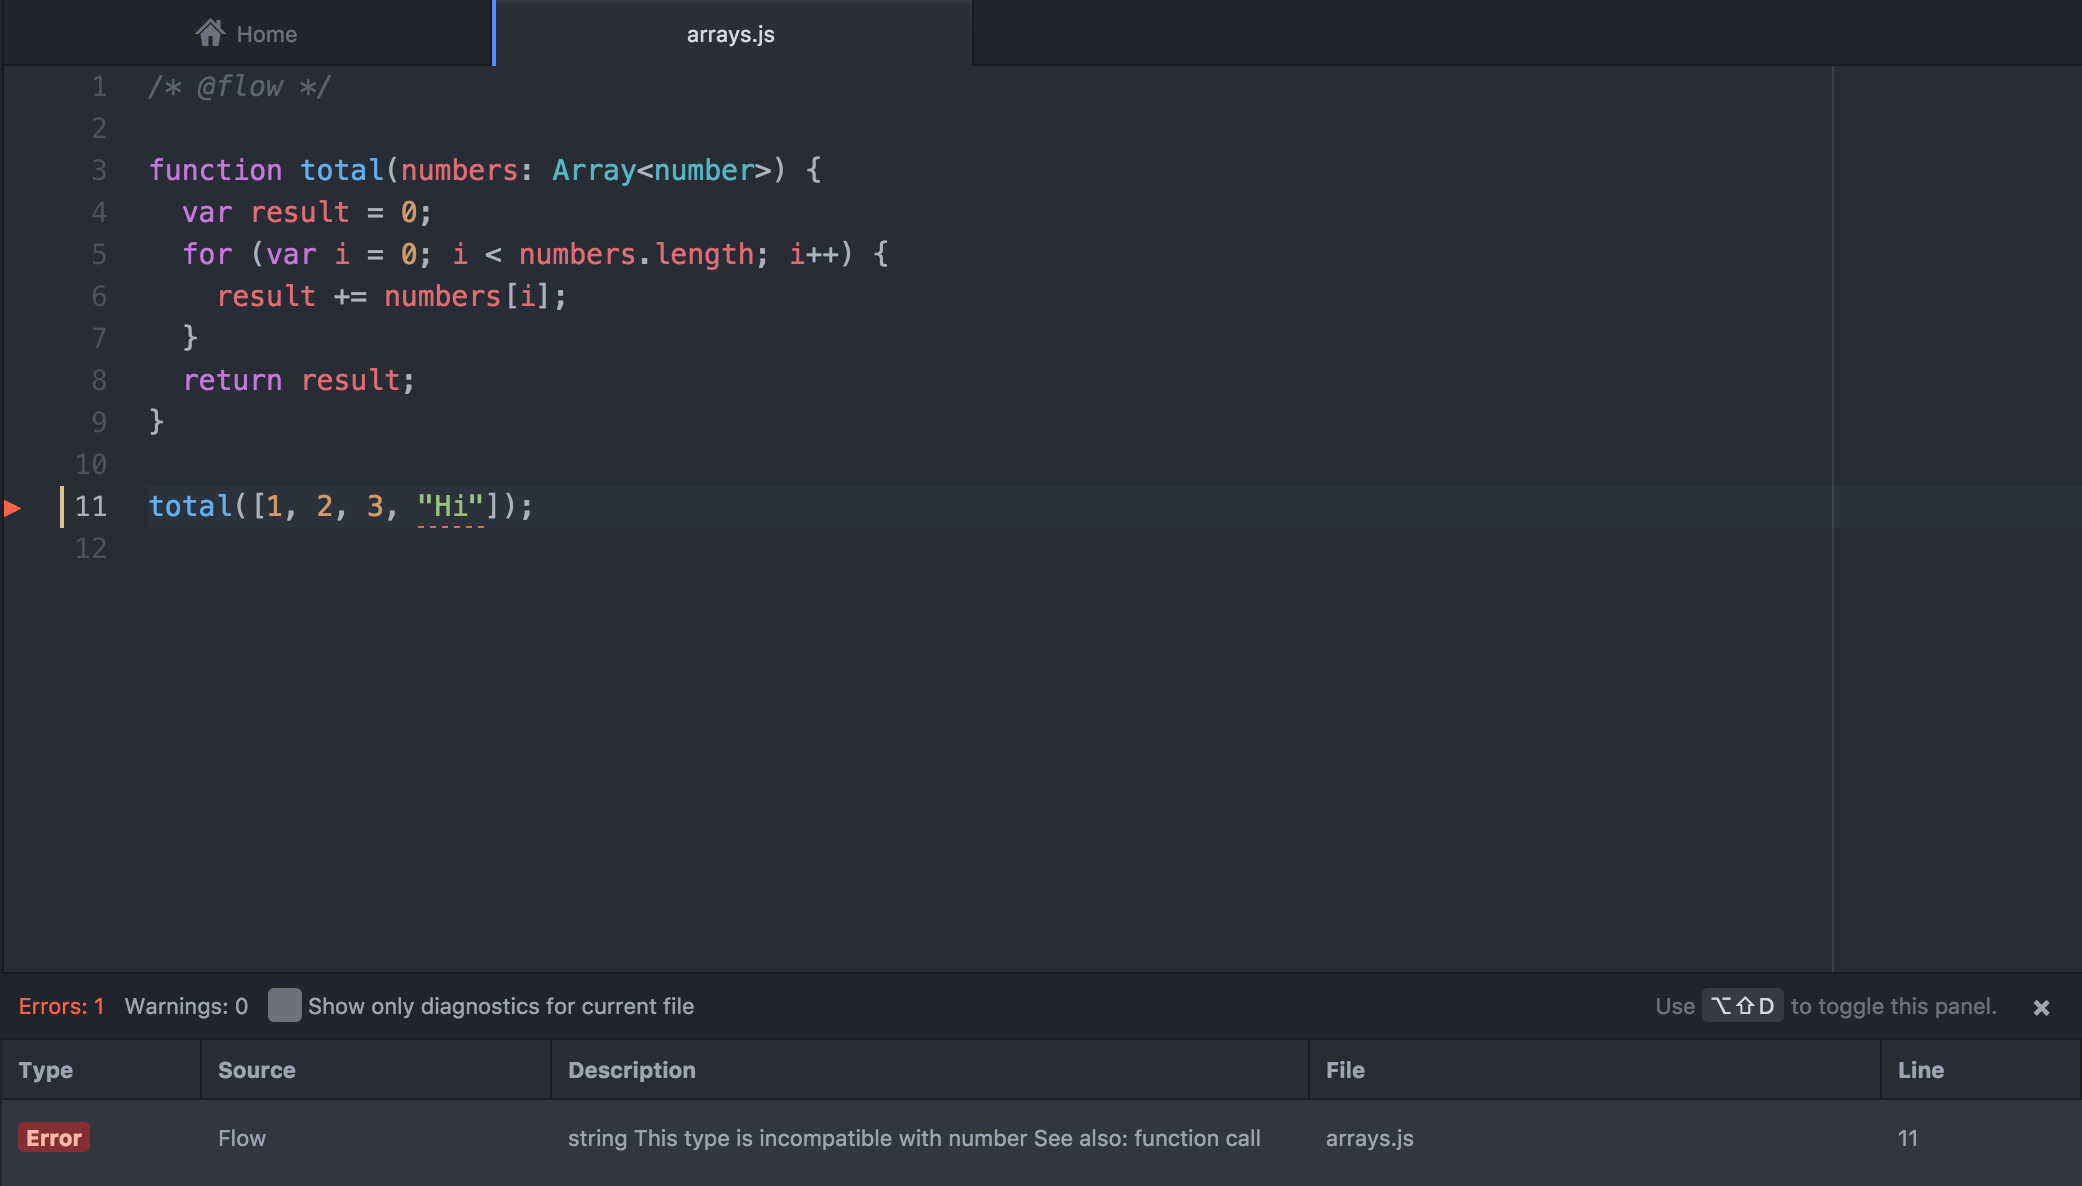 Home
arrays.js
1 /* @flow */
2
3 function total(numbers: Array<number>) {
4   var result = 0;
5   for (var i = 0; i < numbers.length; i++) {
6     result += numbers[i];
7   }
8   return result;
9 }
10
11 total([1, 2, 3, "Hi"]);
12
Errors: 1 Warnings: 0 Show only diagnostics for current file Use ⌥⇧D to toggle this panel. ×
Type Source Description File Line
Error Flow string This type is incompatible with number See also: function call arrays.js 11